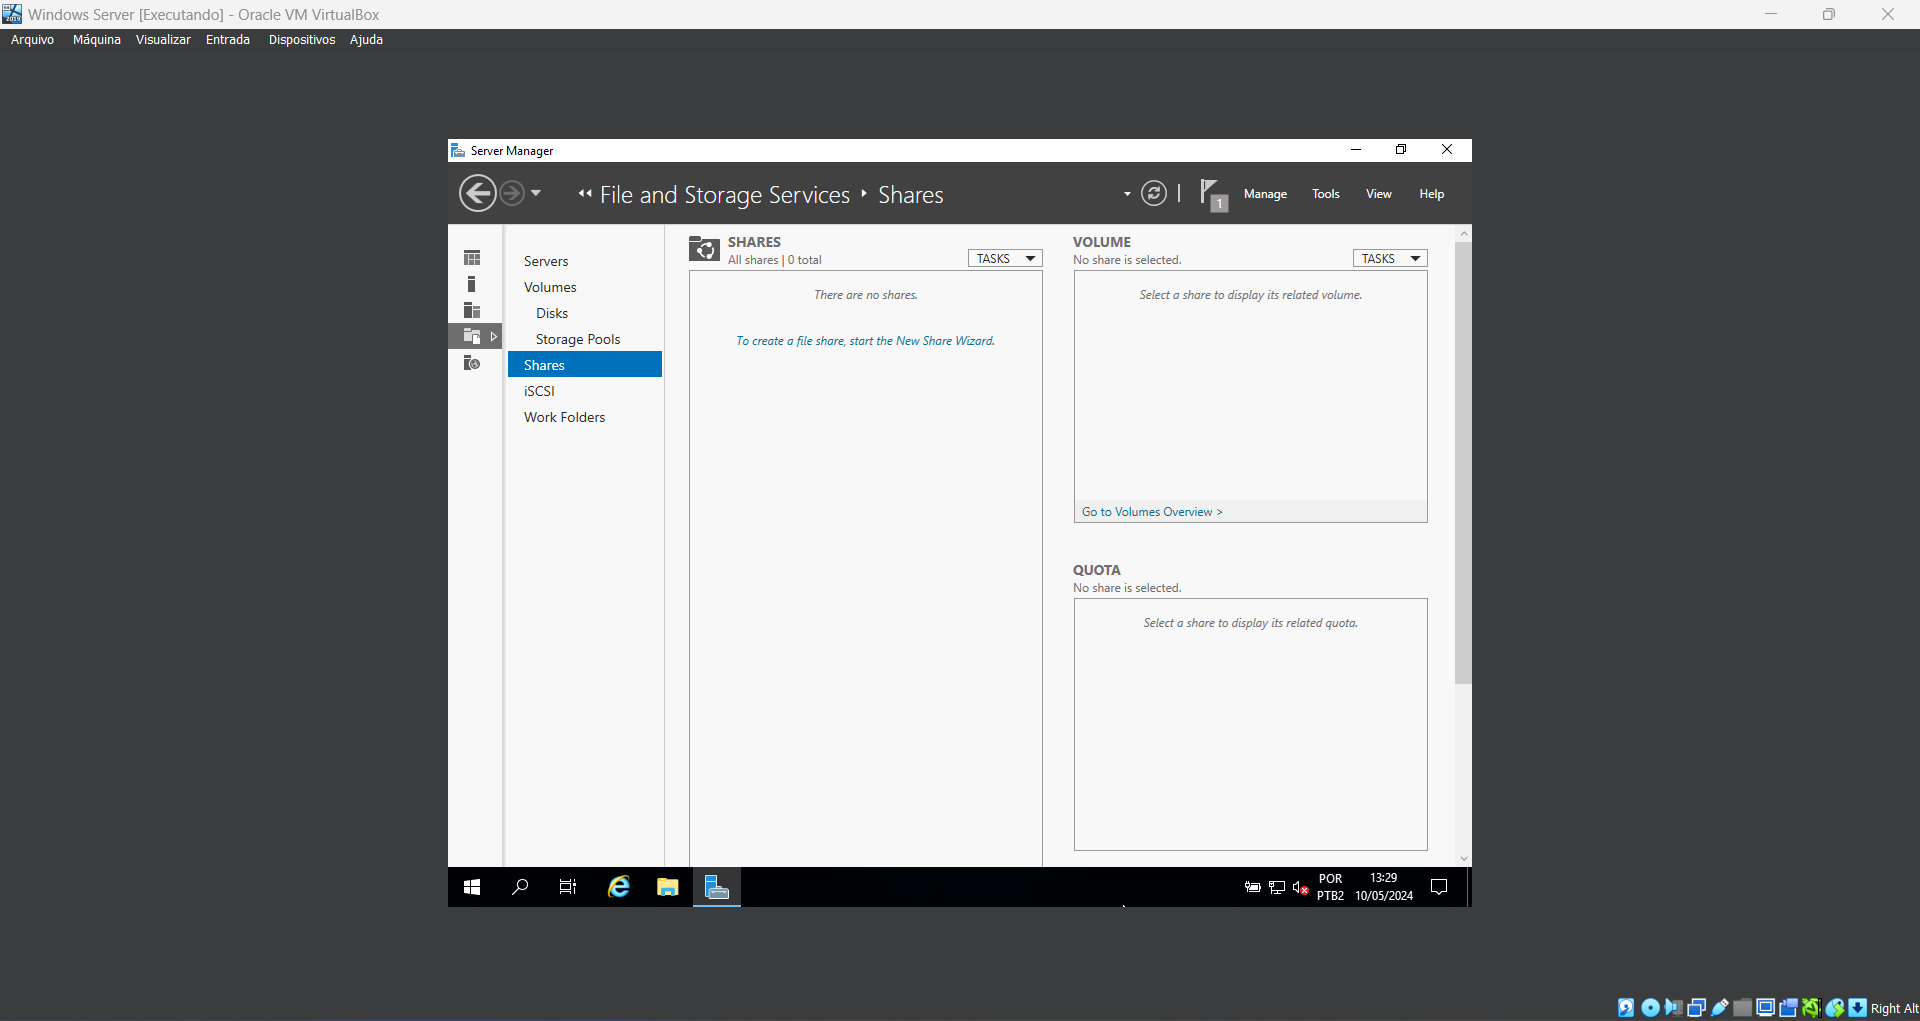 Windows Server [Executando] - Oracle VM VirtualBox
Arquivo Máquina Visualizar Entrada Dispositivos Ajuda
Server Manager
File and Storage Services Shares
1 Manage Tools View Help
Servers
Volumes
Disks
Storage Pools
Shares
iSCSI
Work Folders
SHARES
All shares | 0 total
TASKS
There are no shares.
To create a file share, start the New Share Wizard.
VOLUME
No share is selected.
TASKS
Select a share to display its related volume.
Go to Volumes Overview >
QUOTA
No share is selected.
Select a share to display its related quota.
POR
PTB2
13:29
10/05/2024
Right Alt